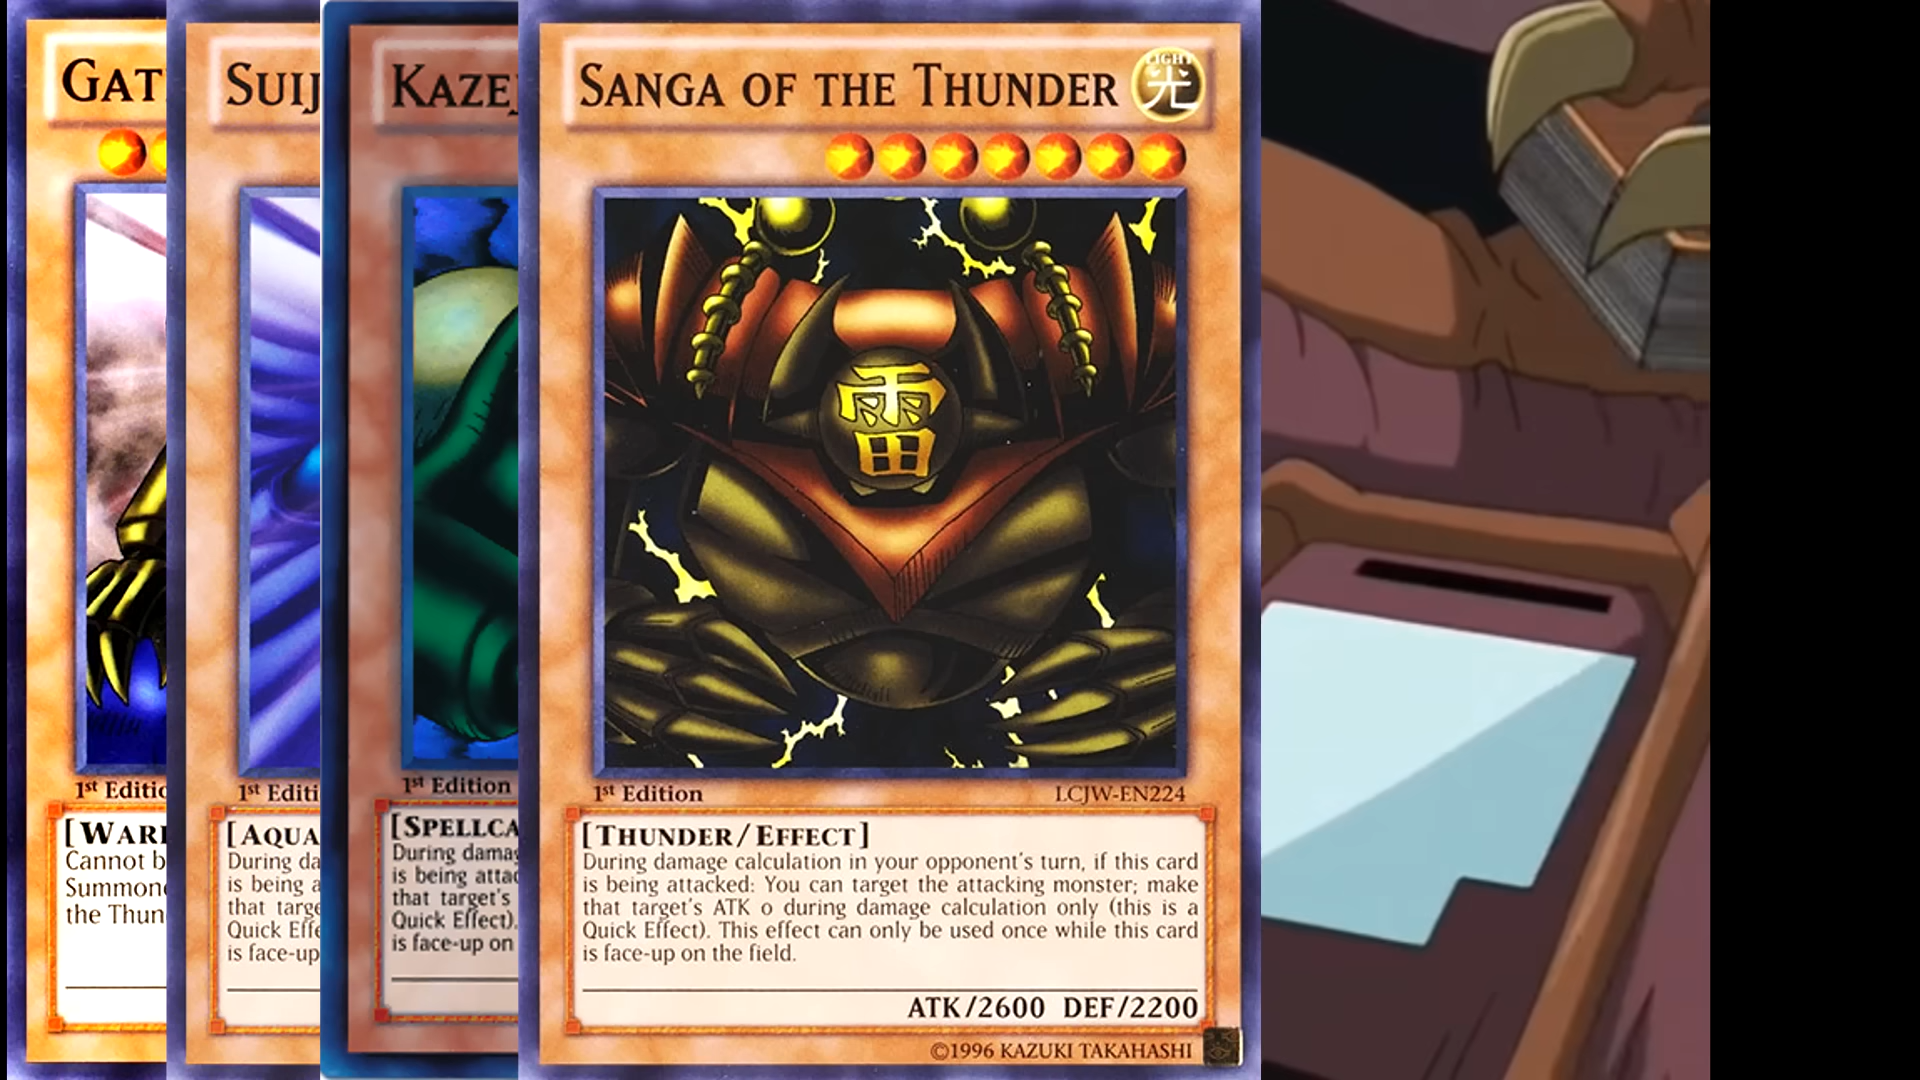 GAT
1st Editio
[WARI
Cannot b
Summon
the Thun
SUIJ
1st Editi
[AQUA
During da
is being a
that targe
Quick Effe
is face-up
KAZEJ
1st Edition
[SPELLCA
During damag
is being attac
that target's
Quick Effect).
is face-up on
SANGA OF THE THUNDER
LIGHT
光
雷
1st Edition
LCJW-EN224
[THUNDER/EFFECT]
During damage calculation in your opponent's turn, if this card
is being attacked: You can target the attacking monster; make
that target's ATK 0 during damage calculation only (this is a
Quick Effect). This effect can only be used once while this card
is face-up on the field.
ATK/2600 DEF/2200
©1996 KAZUKI TAKAHASHI